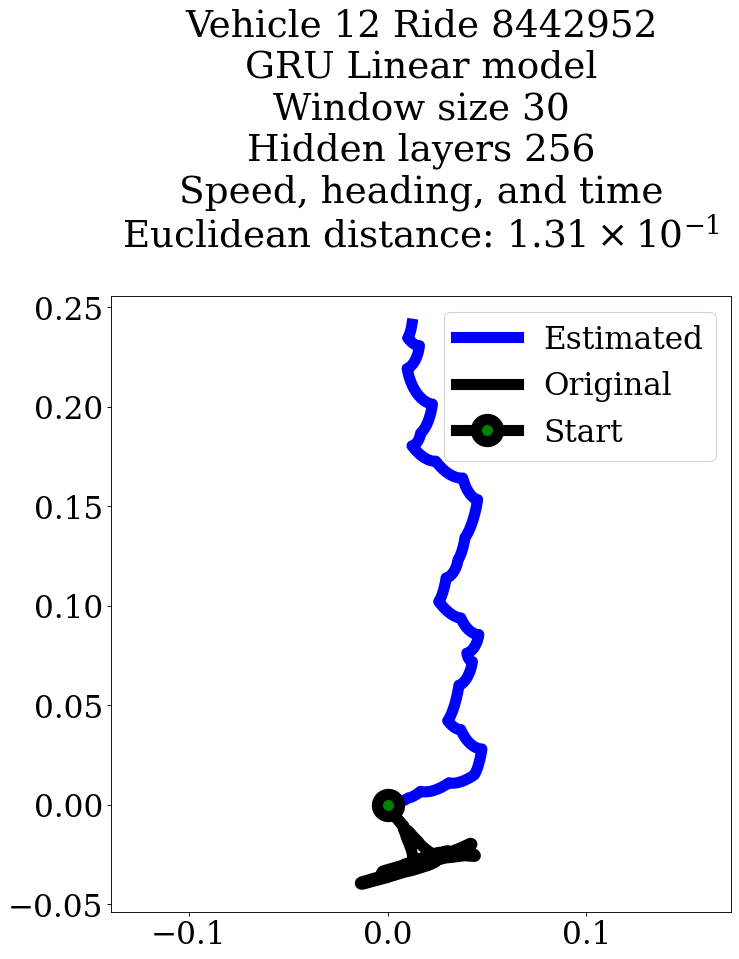 Vehicle 12 Ride 8442952
GRU Linear model
Window size 30
Hidden layers 256
Speed, heading, and time
Euclidean distance: 1.31 × 10⁻¹
0.25
0.20
0.15
0.10
0.05
0.00
−0.05
Estimated
Original
Start
−0.1
0.0
0.1